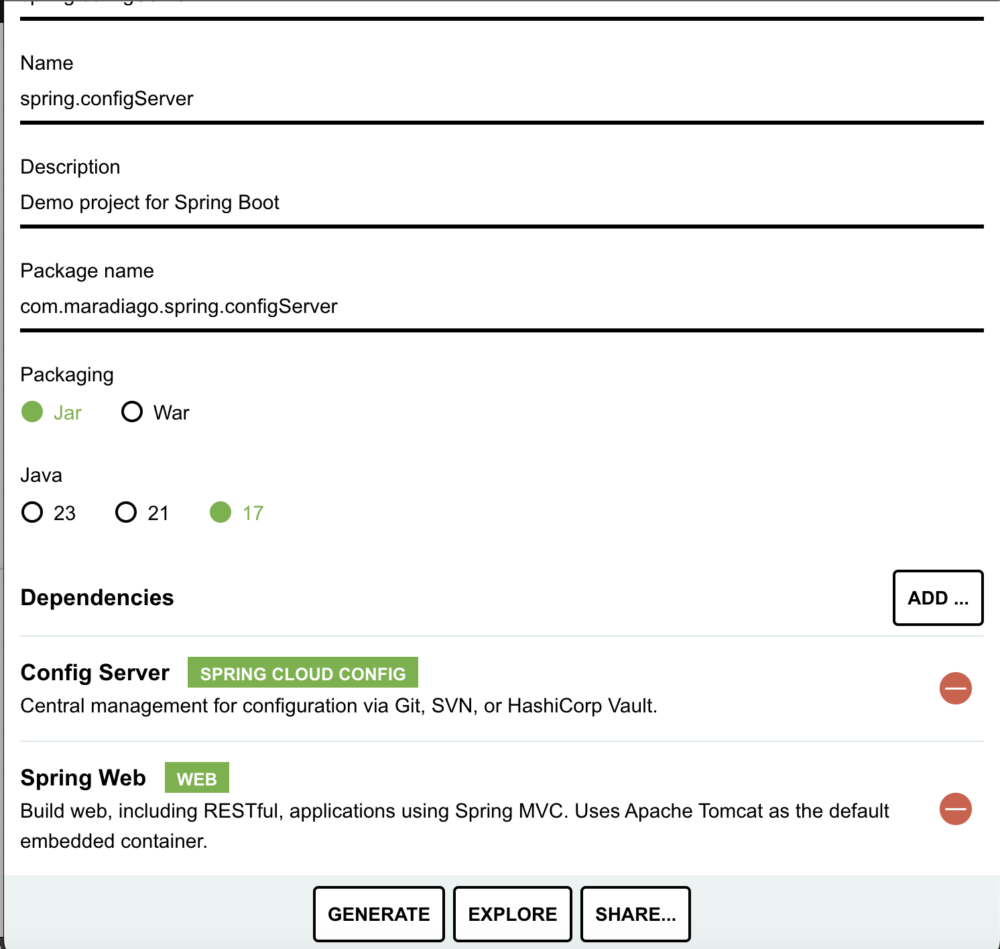 Name
spring.configServer
Description
Demo project for Spring Boot
Package name
com.maradiago.spring.configServer
Packaging
Jar War
Java
23 21 17
Dependencies ADD ...
Config Server SPRING CLOUD CONFIG
Central management for configuration via Git, SVN, or HashiCorp Vault.
Spring Web WEB
Build web, including RESTful, applications using Spring MVC. Uses Apache Tomcat as the default
embedded container.
GENERATE EXPLORE SHARE...